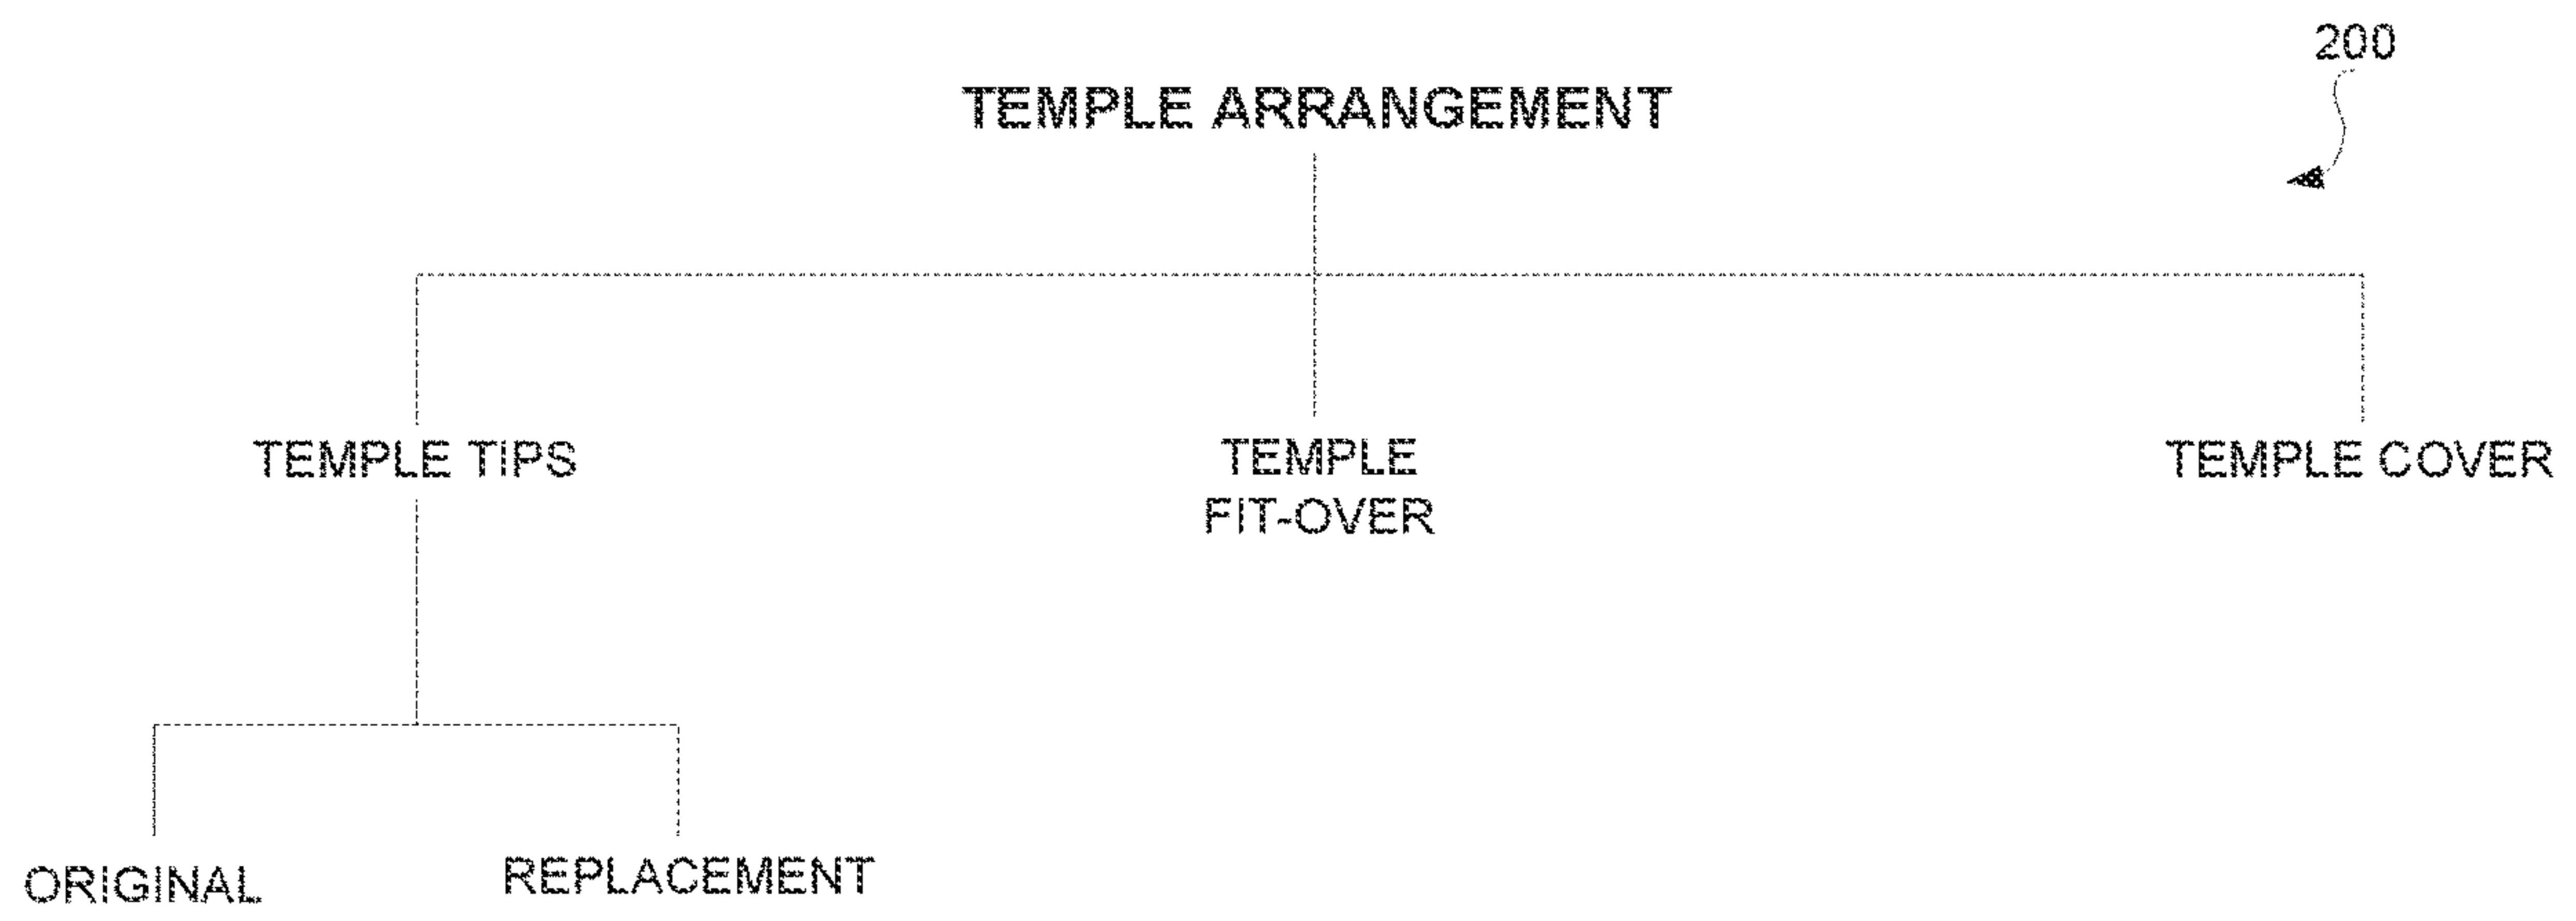 200
TEMPLE ARRANGEMENT
TEMPLE TIPS
TEMPLE
FIT-OVER
TEMPLE COVER
ORIGINAL
REPLACEMENT